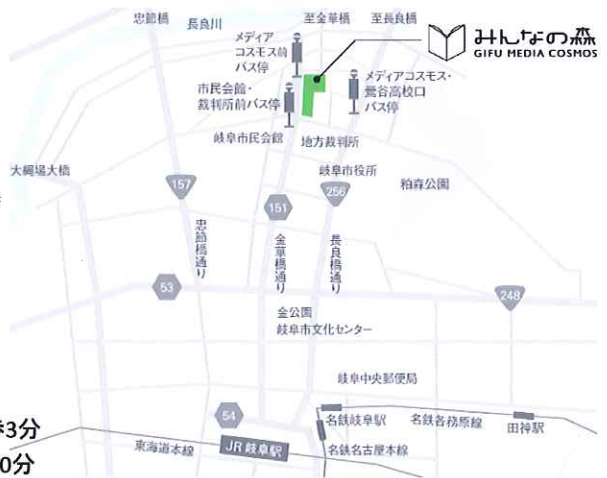 忠節橋
長良川
至金華橋
至長良橋
みんなの森
GIFU MEDIA COSMOS
メディア
コスモス前
バス停
メディアコスモス・
鶯谷高校口
バス停
市民会館・
裁判所前バス停
岐阜市民会館
地方裁判所
大縄場大橋
岐阜市役所
粕森公園
157
151
256
忠節橋通り
金華橋通り
長良橋通り
53
248
金公園
岐阜市文化センター
岐阜中央郵便局
54
名鉄岐阜駅
名鉄各務原線
田神駅
東海道本線
JR 岐阜駅
名鉄名古屋本線
歩3分
0分